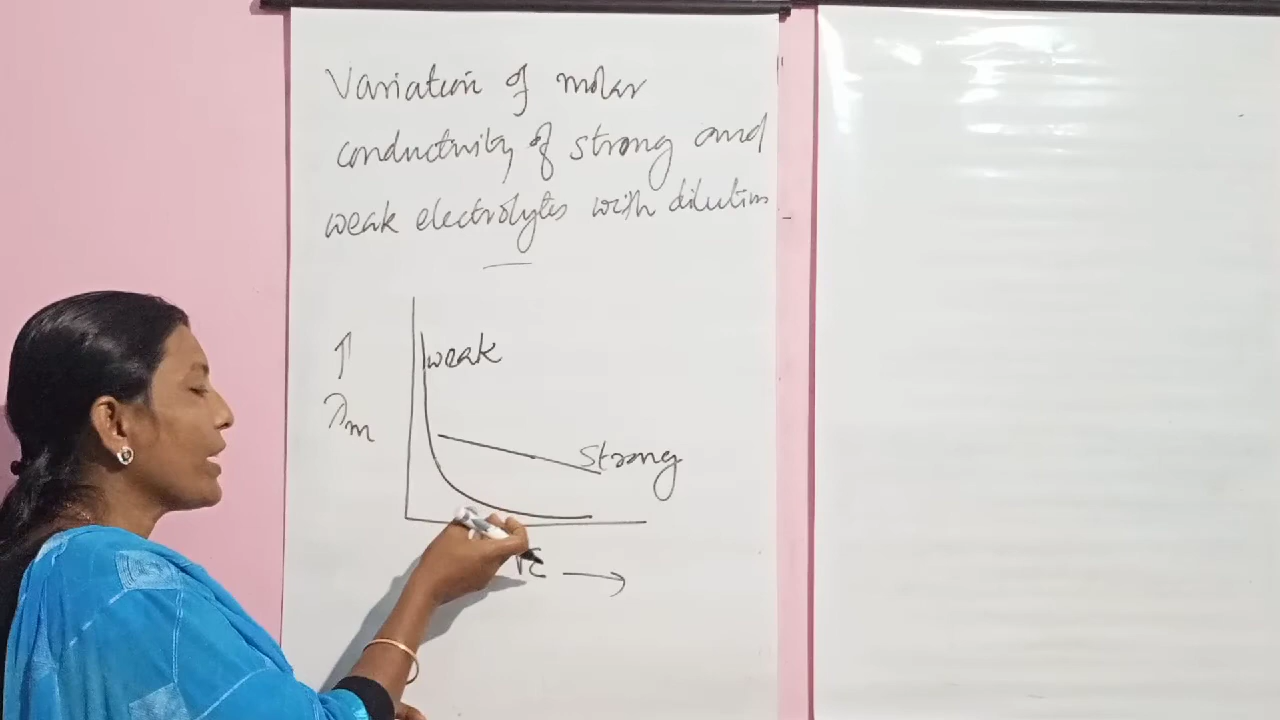 Variation of molar
conductivity of strong and
weak electrolytes with dilution
↑
weak
λm
Strong
√c →